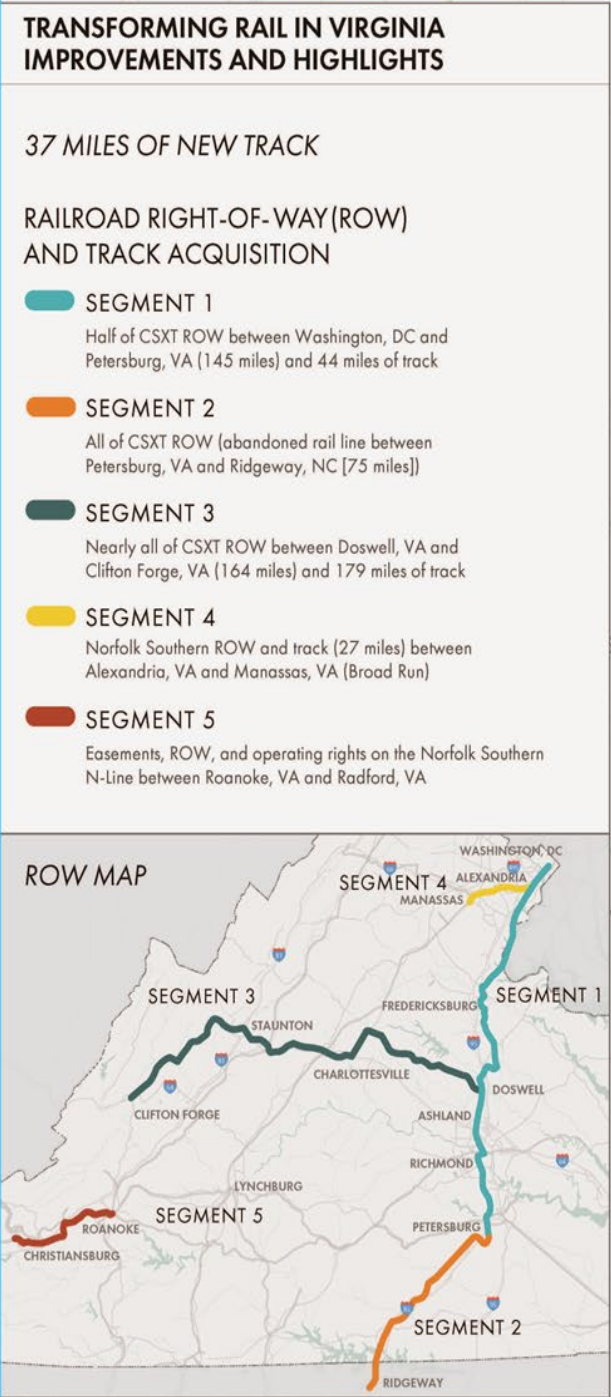 TRANSFORMING RAIL IN VIRGINIA
IMPROVEMENTS AND HIGHLIGHTS
37 MILES OF NEW TRACK
RAILROAD RIGHT-OF-WAY(ROW)
AND TRACK ACQUISITION
SEGMENT 1
Half of CSXT ROW between Washington, DC and
Petersburg, VA (145 miles) and 44 miles of track
SEGMENT 2
All of CSXT ROW (abandoned rail line between
Petersburg, VA and Ridgeway, NC [75 miles])
SEGMENT 3
Nearly all of CSXT ROW between Doswell, VA and
Clifton Forge, VA (164 miles) and 179 miles of track
SEGMENT 4
Norfolk Southern ROW and track (27 miles) between
Alexandria, VA and Manassas, VA (Broad Run)
SEGMENT 5
Easements, ROW, and operating rights on the Norfolk Southern
N-Line between Roanoke, VA and Radford, VA
ROW MAP
WASHINGTON, DC
SEGMENT 4
ALEXANDRIA
MANASSAS
SEGMENT 3
SEGMENT 1
FREDERICKSBURG
STAUNTON
CHARLOTTESVILLE
DOSWELL
CLIFTON FORGE
ASHLAND
RICHMOND
LYNCHBURG
SEGMENT 5
ROANOKE
PETERSBURG
CHRISTIANSBURG
SEGMENT 2
RIDGEWAY